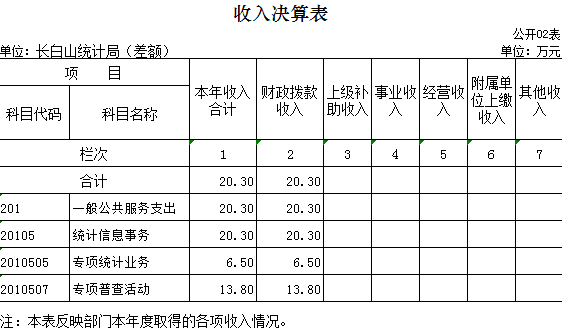 收入决算表
公开02表
单位：长白山统计局（差额） 单位：万元
项 目 本年收入合计 财政拨款收入 上级补助收入 事业收入 经营收入 附属单位上缴收入 其他收入
科目代码 科目名称
栏次 1 2 3 4 5 6 7
合计 20.30 20.30
201 一般公共服务支出 20.30 20.30
20105 统计信息事务 20.30 20.30
2010505 专项统计业务 6.50 6.50
2010507 专项普查活动 13.80 13.80
注：本表反映部门本年度取得的各项收入情况。